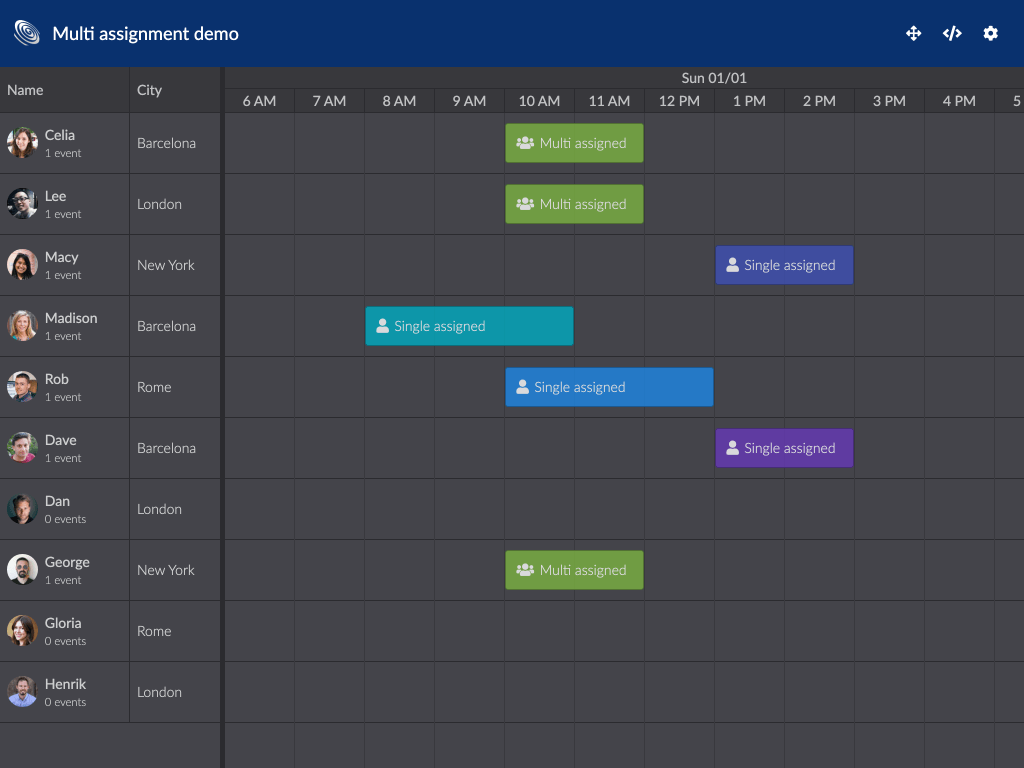 Multi assignment demo
Name
City
Sun 01/01
6 AM 7 AM 8 AM 9 AM 10 AM 11 AM 12 PM 1 PM 2 PM 3 PM 4 PM 5
Celia
1 event
Barcelona
Multi assigned
Lee
1 event
London
Multi assigned
Macy
1 event
New York
Single assigned
Madison
1 event
Barcelona
Single assigned
Rob
1 event
Rome
Single assigned
Dave
1 event
Barcelona
Single assigned
Dan
0 events
London
George
1 event
New York
Multi assigned
Gloria
0 events
Rome
Henrik
0 events
London